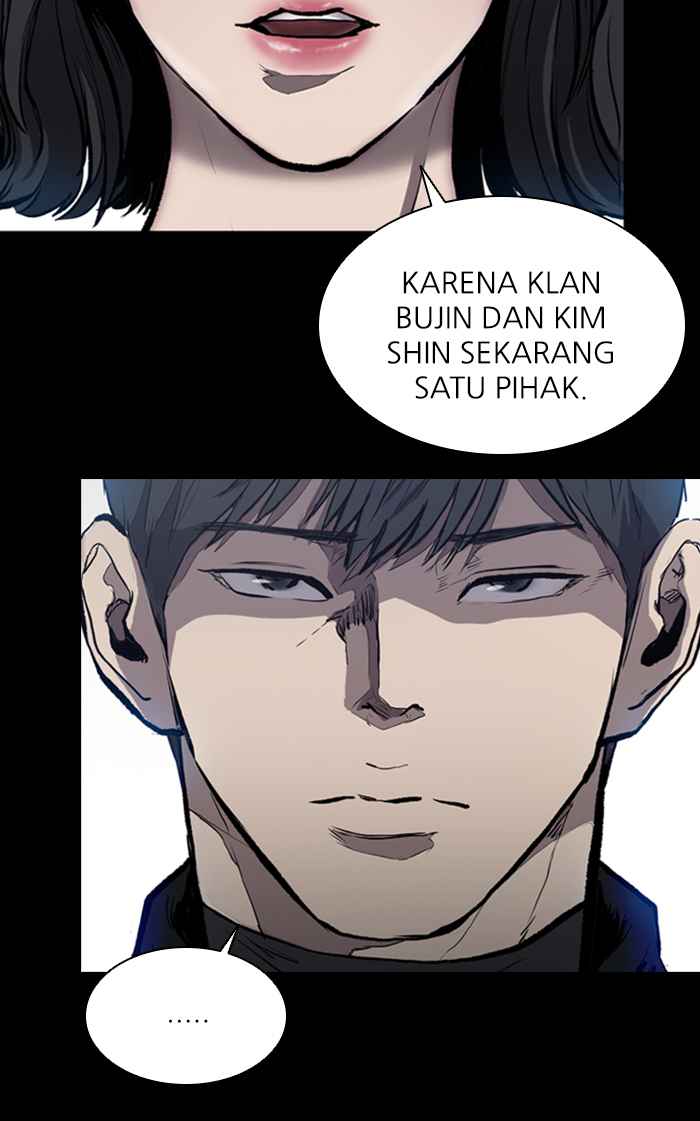 KARENA KLAN
BUJIN DAN KIM
SHIN SEKARANG
SATU PIHAK.
.....